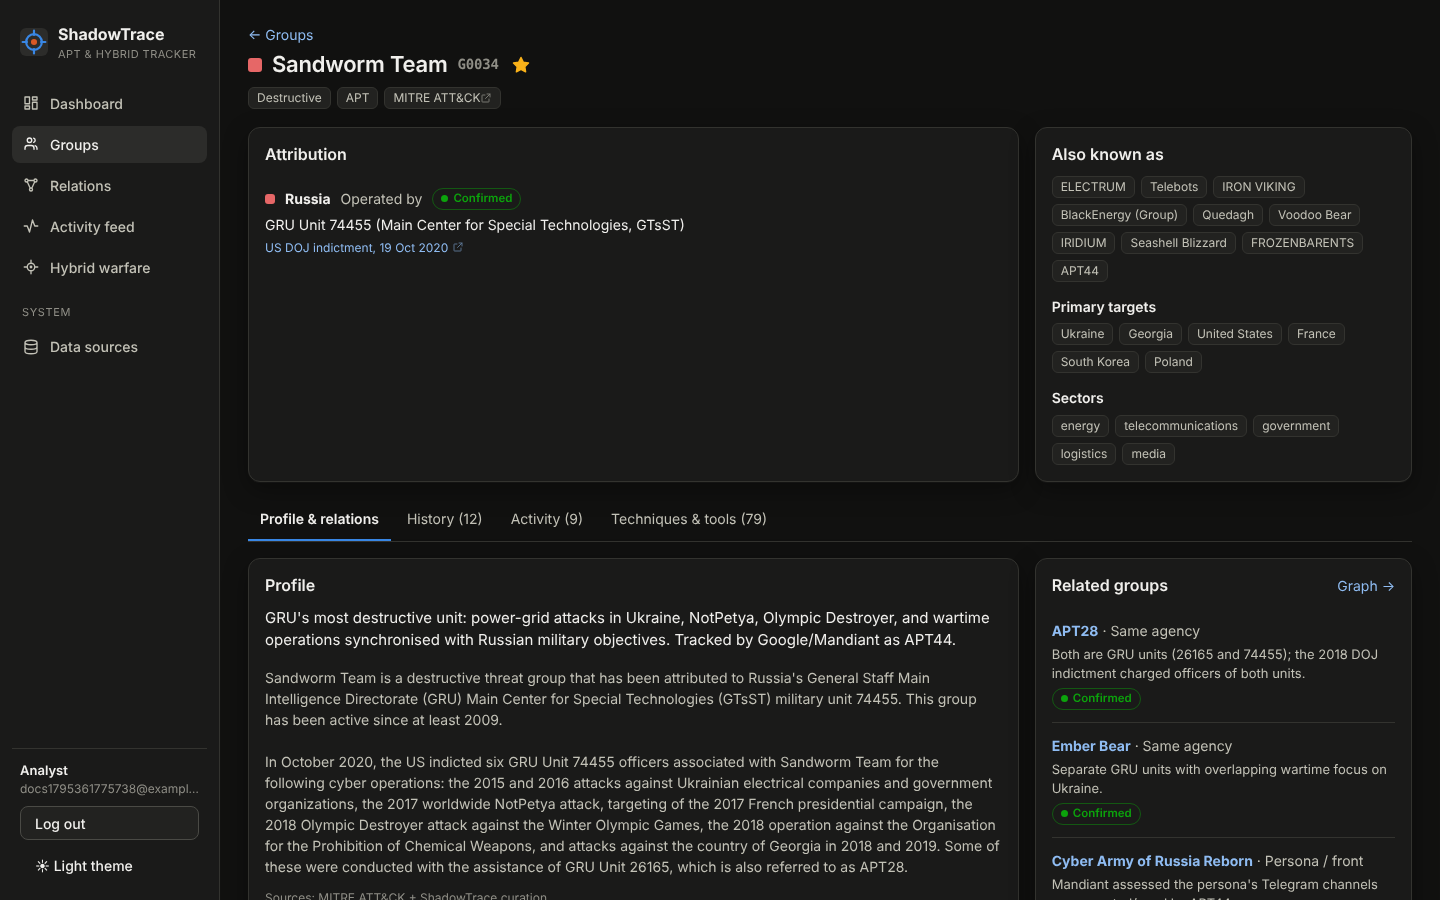 ShadowTrace
APT & HYBRID TRACKER
Dashboard
Groups
Relations
Activity feed
Hybrid warfare
SYSTEM
Data sources
Analyst
docs1795361775738@exampl...
Log out
Light theme
← Groups
Sandworm Team G0034
Destructive APT MITRE ATT&CK
Attribution
Russia Operated by Confirmed
GRU Unit 74455 (Main Center for Special Technologies, GTsST)
US DOJ indictment, 19 Oct 2020
Also known as
ELECTRUM Telebots IRON VIKING
BlackEnergy (Group) Quedagh Voodoo Bear
IRIDIUM Seashell Blizzard FROZENBARENTS
APT44
Primary targets
Ukraine Georgia United States France
South Korea Poland
Sectors
energy telecommunications government
logistics media
Profile & relations History (12) Activity (9) Techniques & tools (79)
Profile
GRU's most destructive unit: power-grid attacks in Ukraine, NotPetya, Olympic Destroyer, and wartime
operations synchronised with Russian military objectives. Tracked by Google/Mandiant as APT44.
Sandworm Team is a destructive threat group that has been attributed to Russia's General Staff Main
Intelligence Directorate (GRU) Main Center for Special Technologies (GTsST) military unit 74455. This group
has been active since at least 2009.
In October 2020, the US indicted six GRU Unit 74455 officers associated with Sandworm Team for the
following cyber operations: the 2015 and 2016 attacks against Ukrainian electrical companies and government
organizations, the 2017 worldwide NotPetya attack, targeting of the 2017 French presidential campaign, the
2018 Olympic Destroyer attack against the Winter Olympic Games, the 2018 operation against the Organisation
for the Prohibition of Chemical Weapons, and attacks against the country of Georgia in 2018 and 2019. Some of
these were conducted with the assistance of GRU Unit 26165, which is also referred to as APT28.
Sources: MITRE ATT&CK + ShadowTrace curation
Related groups Graph →
APT28 · Same agency
Both are GRU units (26165 and 74455); the 2018 DOJ
indictment charged officers of both units.
Confirmed
Ember Bear · Same agency
Separate GRU units with overlapping wartime focus on
Ukraine.
Confirmed
Cyber Army of Russia Reborn · Persona / front
Mandiant assessed the persona's Telegram channels